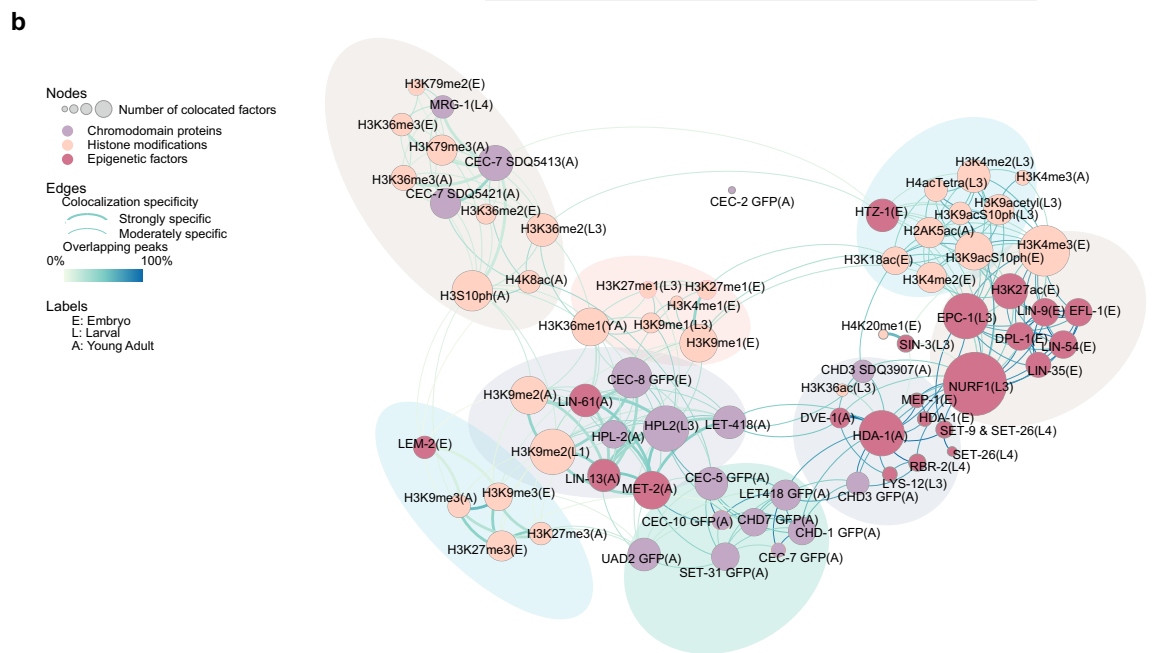 b
Nodes
Number of colocated factors
Chromodomain proteins
Histone modifications
Epigenetic factors
Edges
Colocalization specificity
Strongly specific
Moderately specific
Overlapping peaks
0% 100%
Labels
E: Embryo
L: Larval
A: Young Adult
H3K79me2(E)
MRG-1(L4)
H3K36me3(E)
H3K79me3(A)
CEC-7 SDQ5413(A)
H3K36me3(A)
CEC-7 SDQ5421(A)
H3K36me2(E)
H3K36me2(L3)
H4K8ac(A)
H3S10ph(A)
CEC-2 GFP(A)
H3K27me1(L3)
H3K27me1(E)
H3K4me1(E)
H3K36me1(YA)
H3K9me1(L3)
H3K9me1(E)
H3K4me2(L3)
H3K4me3(A)
H4acTetra(L3)
H3K9acetyl(L3)
HTZ-1(E)
H3K9acS10ph(L3)
H2AK5ac(A)
H3K4me3(E)
H3K18ac(E)
H3K9acS10ph(E)
H3K4me2(E)
H3K27ac(E)
EPC-1(L3)
LIN-9(E)
EFL-1(E)
H4K20me1(E)
SIN-3(L3)
DPL-1(E)
LIN-54(E)
LIN-35(E)
CHD3 SDQ3907(A)
H3K36ac(L3)
NURF1(L3)
MEP-1(E)
DVE-1(A)
HDA-1(E)
HDA-1(A)
SET-9 & SET-26(L4)
SET-26(L4)
RBR-2(L4)
LYS-12(L3)
CHD3 GFP(A)
CEC-8 GFP(E)
H3K9me2(A)
LIN-61(A)
HPL2(L3)
LET-418(A)
HPL-2(A)
H3K9me2(L1)
LIN-13(A)
MET-2(A)
LEM-2(E)
H3K9me3(A)
H3K9me3(E)
H3K27me3(A)
H3K27me3(E)
CEC-5 GFP(A)
LET418 GFP(A)
CEC-10 GFP(A)
CHD7 GFP(A)
CHD-1 GFP(A)
UAD2 GFP(A)
CEC-7 GFP(A)
SET-31 GFP(A)